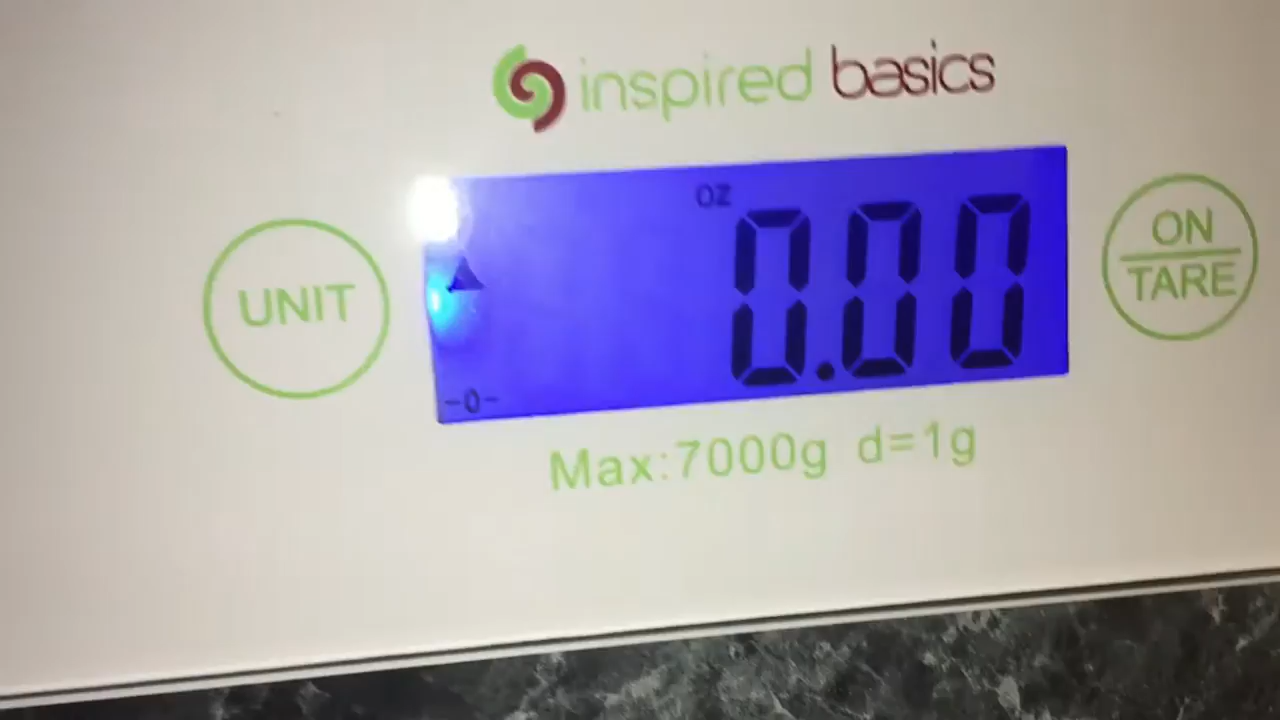 inspired basics
UNIT
oz
0.00
-0-
ON
TARE
Max:7000g d=1g